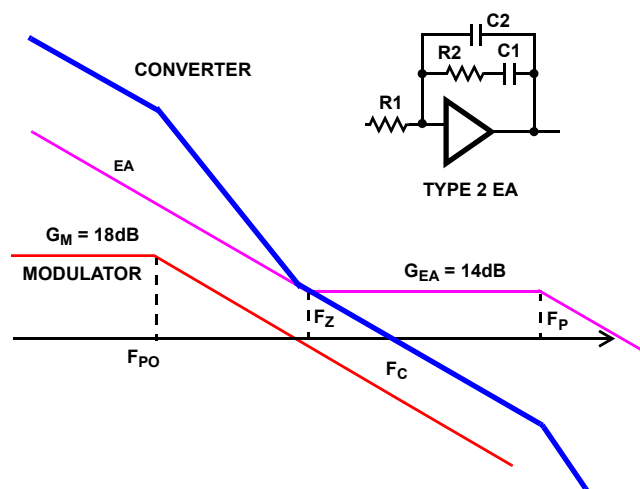 C2
CONVERTER
R2
C1
R1
EA
TYPE 2 EA
G_M = 18dB
MODULATOR
G_EA = 14dB
F_Z
F_P
F_PO
F_C